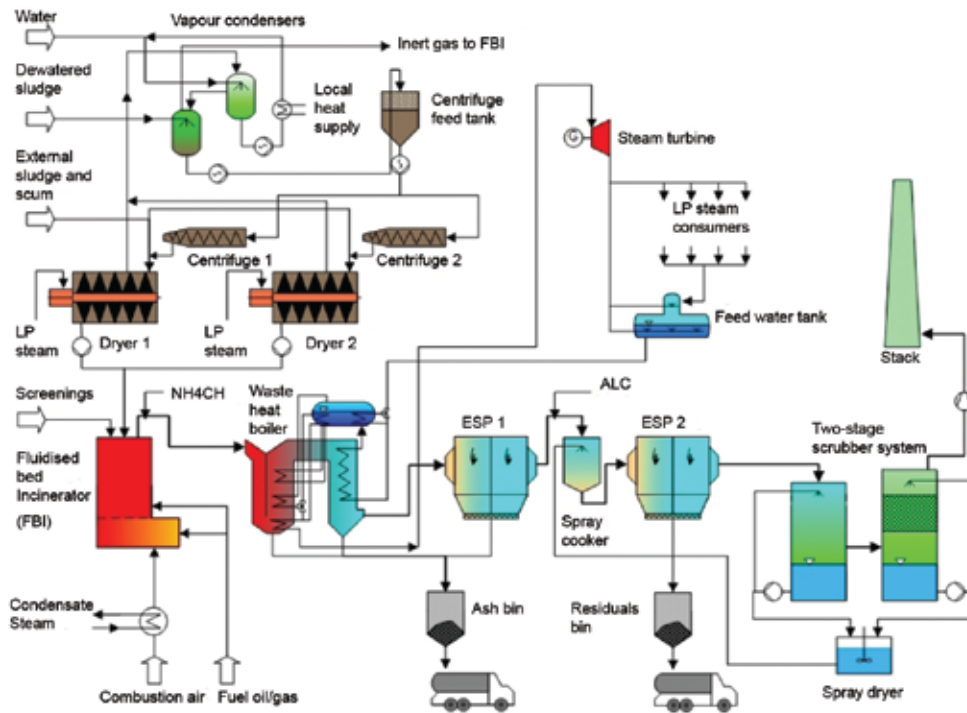 Water
Vapour condensers
Inert gas to FBI
Dewatered
sludge
Local
heat
supply
Centrifuge
feed tank
G
Steam turbine
External
sludge and
scum
LP steam
consumers
Centrifuge 1
Centrifuge 2
LP
steam
Dryer 1
LP
steam
Dryer 2
Feed water tank
Stack
Screenings
NH4CH
Waste
heat
boiler
ALC
ESP 1
ESP 2
Two-stage
scrubber system
Fluidised
bed
Incinerator
(FBI)
Spray
cooker
Condensate
Steam
Ash bin
Residuals
bin
Combustion air
Fuel oil/gas
Spray dryer